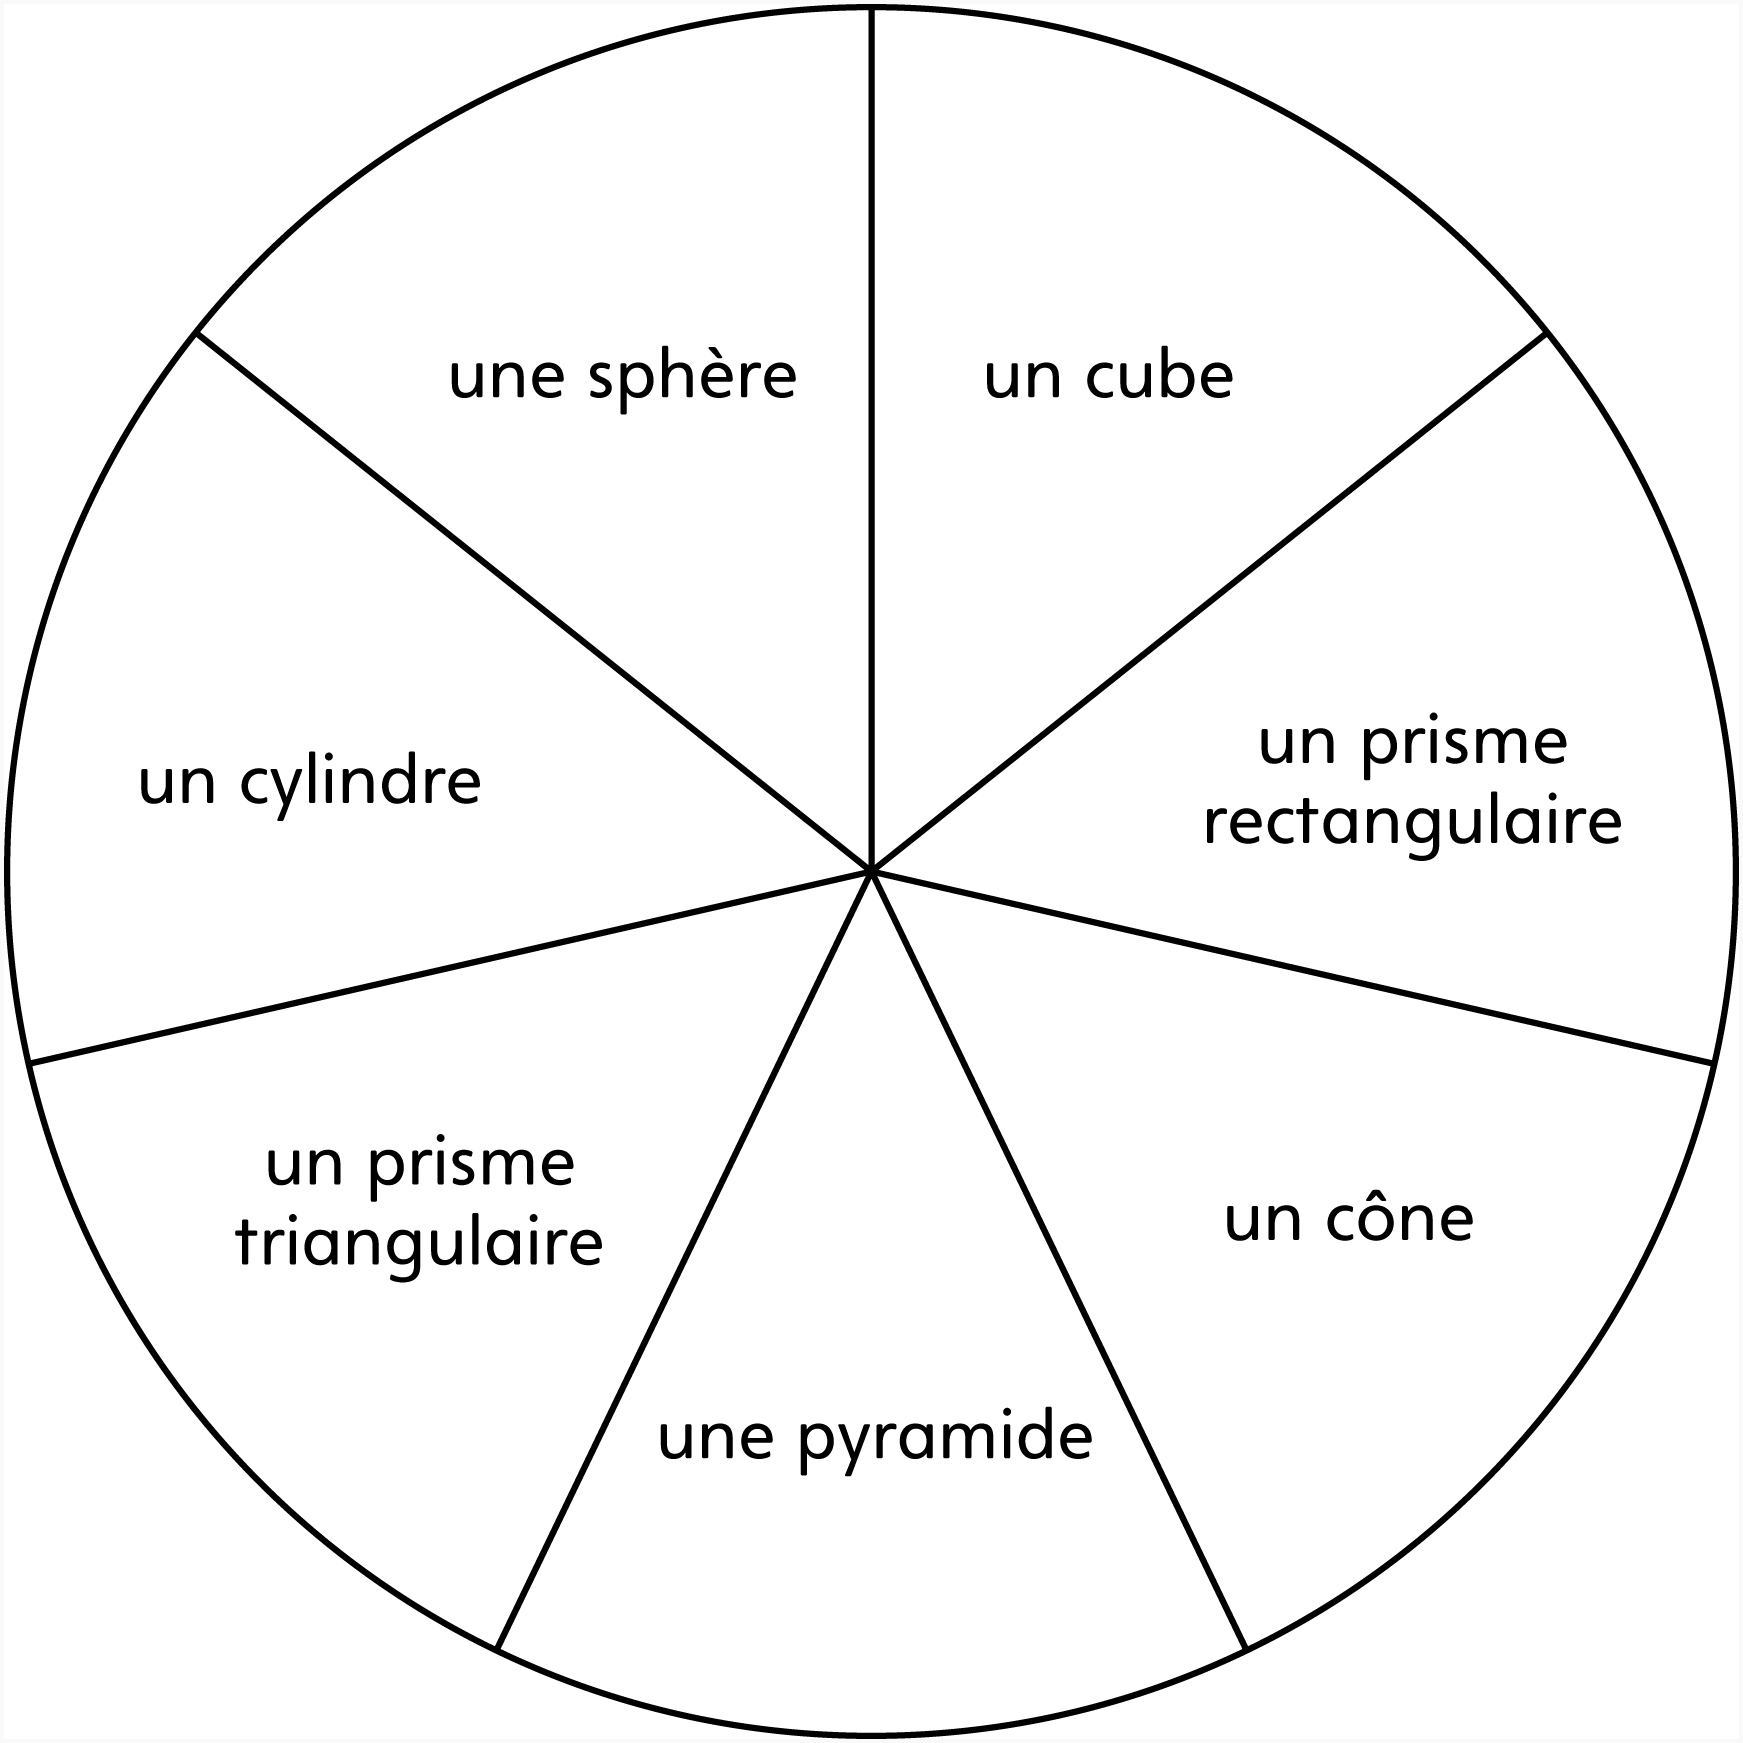 une sphère
un cube
un prisme
rectangulaire
un cylindre
un prisme
triangulaire
un cône
une pyramide